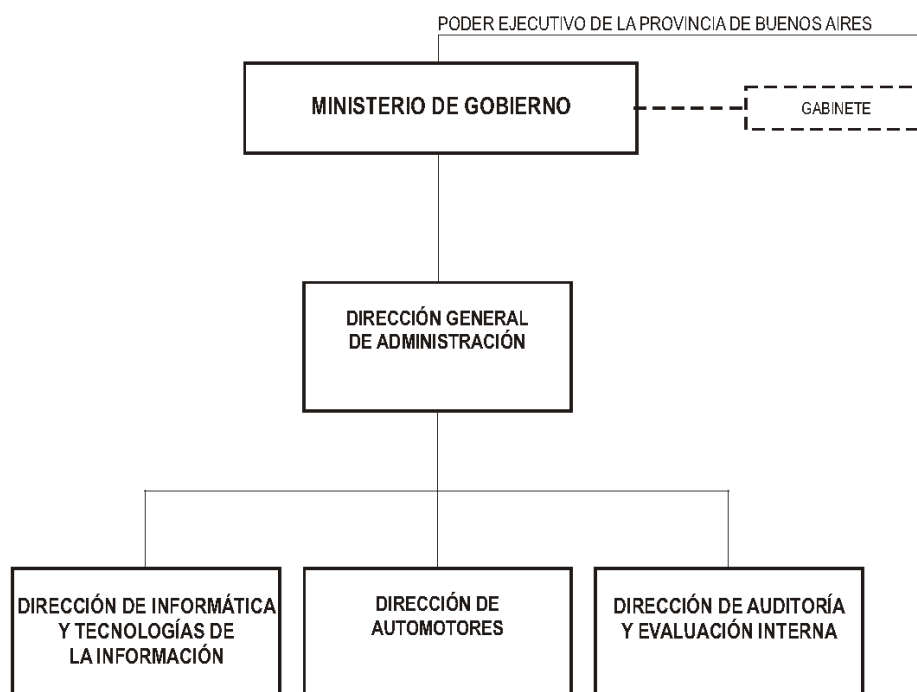 PODER EJECUTIVO DE LA PROVINCIA DE BUENOS AIRES
MINISTERIO DE GOBIERNO
GABINETE
DIRECCIÓN GENERAL
DE ADMINISTRACIÓN
DIRECCIÓN DE INFORMÁTICA
Y TECNOLOGÍAS DE
LA INFORMACIÓN
DIRECCIÓN DE
AUTOMOTORES
DIRECCIÓN DE AUDITORÍA
Y EVALUACIÓN INTERNA